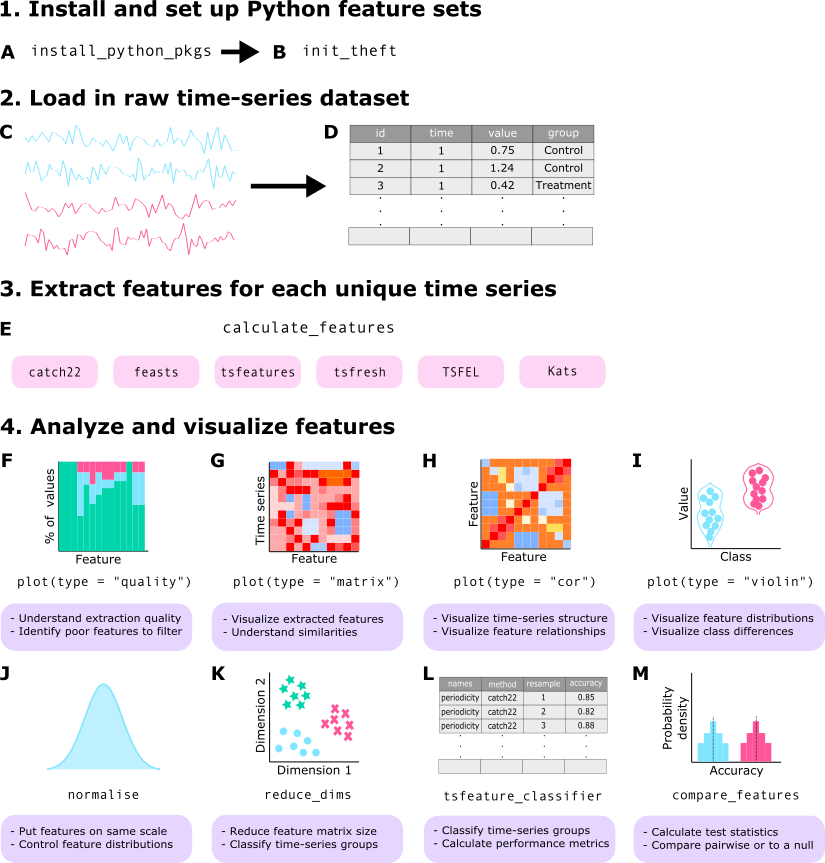 1. Install and set up Python feature sets
A install_python_pkgs B init_theft
2. Load in raw time-series dataset
C
D
id time value group
1 1 0.75 Control
2 1 1.24 Control
3 1 0.42 Treatment
3. Extract features for each unique time series
E calculate_features
catch22 feasts tsfeatures tsfresh TSFEL Kats
4. Analyze and visualize features
F
% of values
Feature
plot(type = "quality")
- Understand extraction quality
- Identify poor features to filter
G
Time series
Feature
plot(type = "matrix")
- Visualize extracted features
- Understand similarities
H
Feature
Feature
plot(type = "cor")
- Visualize time-series structure
- Visualize feature relationships
I
Value
Class
plot(type = "violin")
- Visualize feature distributions
- Visualize class differences
J
normalise
- Put features on same scale
- Control feature distributions
K
Dimension 2
Dimension 1
reduce_dims
- Reduce feature matrix size
- Classify time-series groups
L
names method resample accuracy
periodicity catch22 1 0.85
periodicity catch22 2 0.82
periodicity catch22 3 0.88
tsfeature_classifier
- Classify time-series groups
- Calculate performance metrics
M
Probability
density
Accuracy
compare_features
- Calculate test statistics
- Compare pairwise or to a null